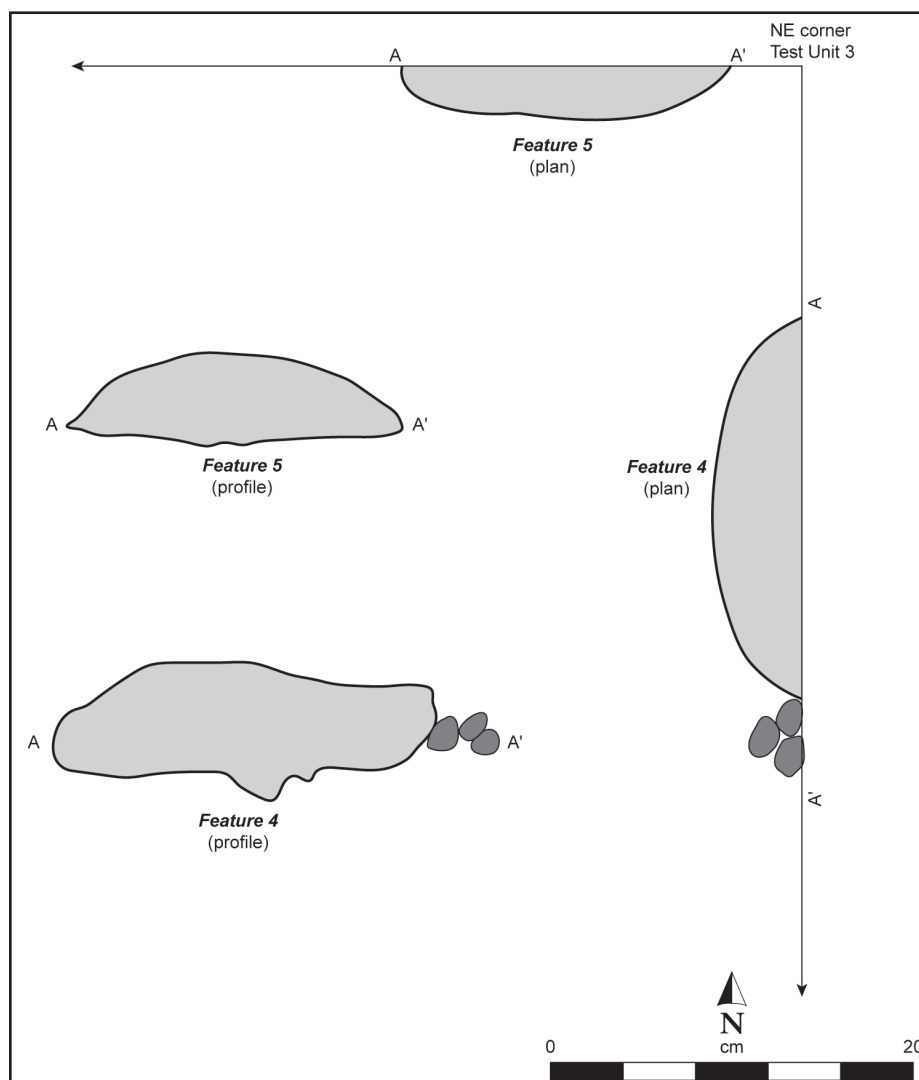 NE corner
Test Unit 3
A
A'
Feature 5
(plan)
A
Feature 4
(plan)
A'
A
A'
Feature 5
(profile)
A
A'
Feature 4
(profile)
N
cm
0
20